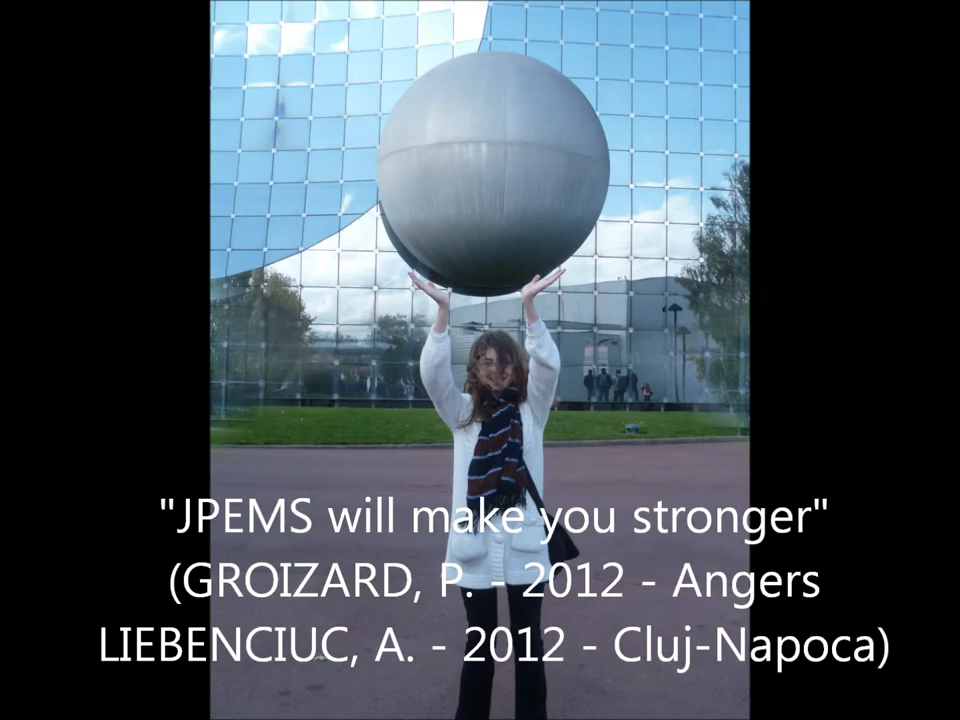 "JPEMS will make you stronger"
(GROIZARD, P. - 2012 - Angers
LIEBENCIUC, A. - 2012 - Cluj-Napoca)